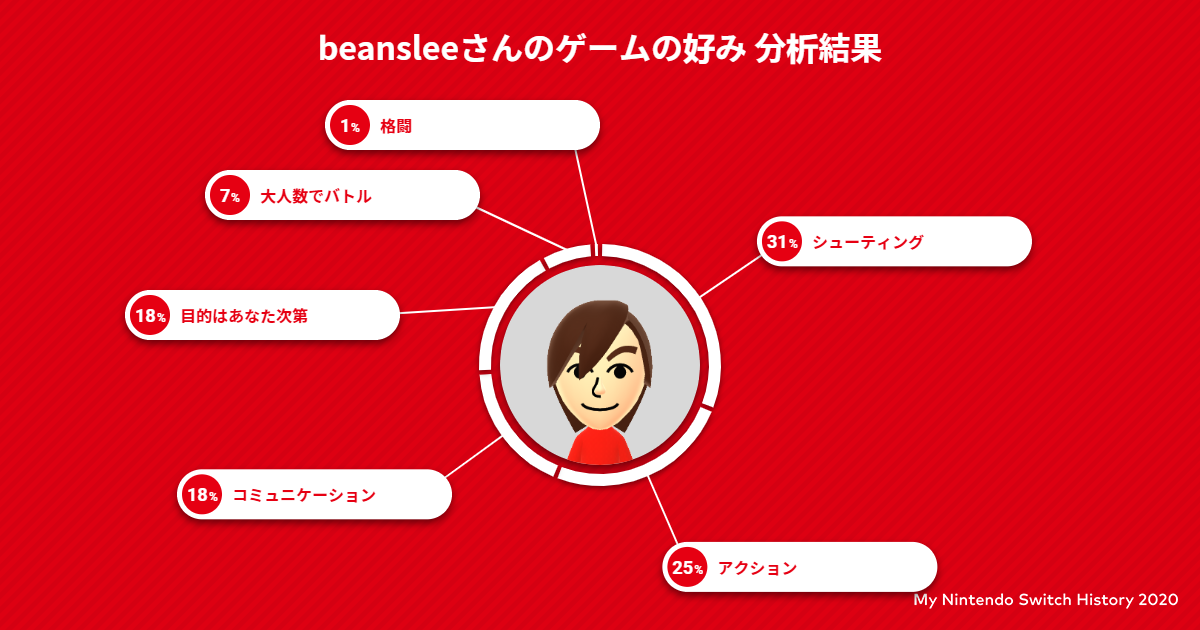 beansleeさんのゲームの好み 分析結果
1% 格闘
7% 大人数でバトル
31% シューティング
18% 目的はあなた次第
18% コミュニケーション
25% アクション
My Nintendo Switch History 2020